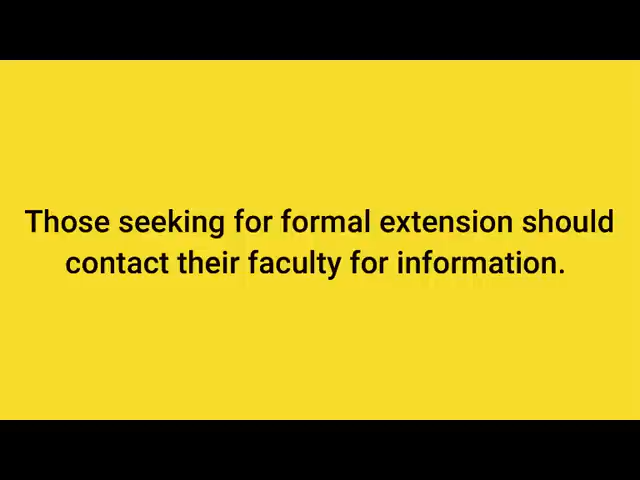 Those seeking for formal extension should
contact their faculty for information.